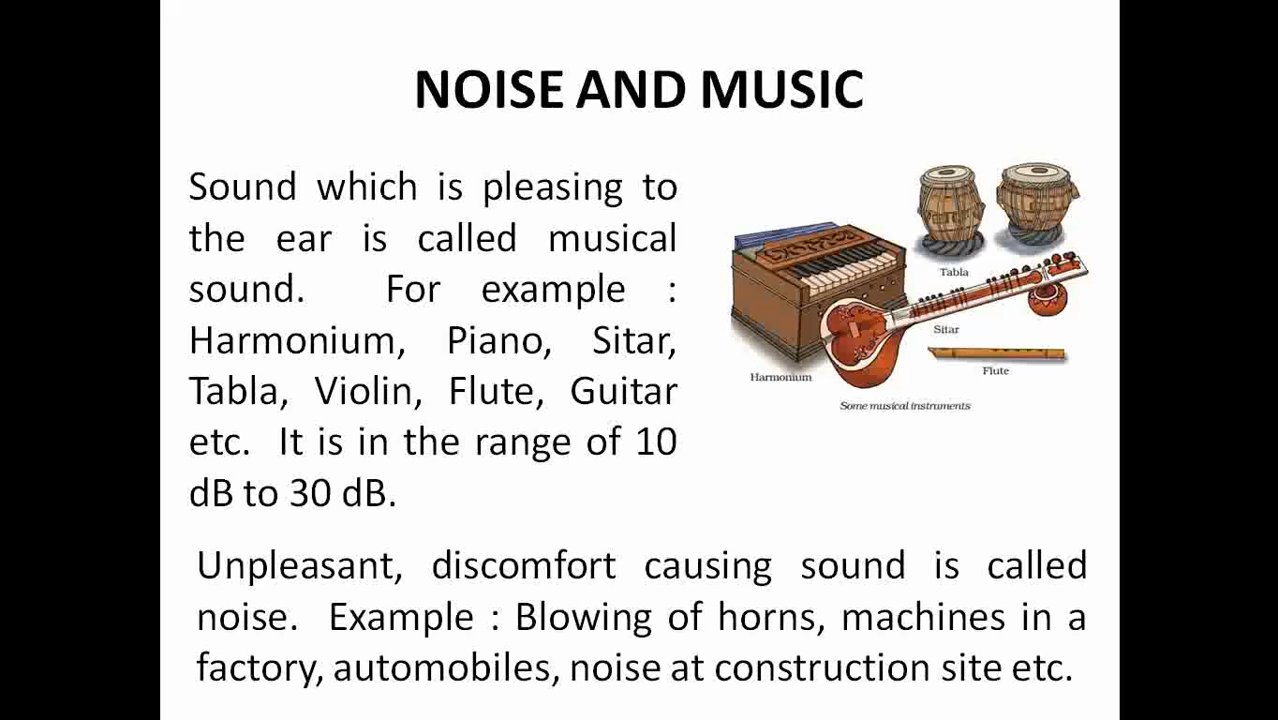 NOISE AND MUSIC
Sound which is pleasing to
the ear is called musical
sound. For example :
Harmonium, Piano, Sitar,
Tabla, Violin, Flute, Guitar
etc. It is in the range of 10
dB to 30 dB.
Tabla
Sitar
Flute
Harmonium
Some musical instruments
Unpleasant, discomfort causing sound is called
noise. Example : Blowing of horns, machines in a
factory, automobiles, noise at construction site etc.